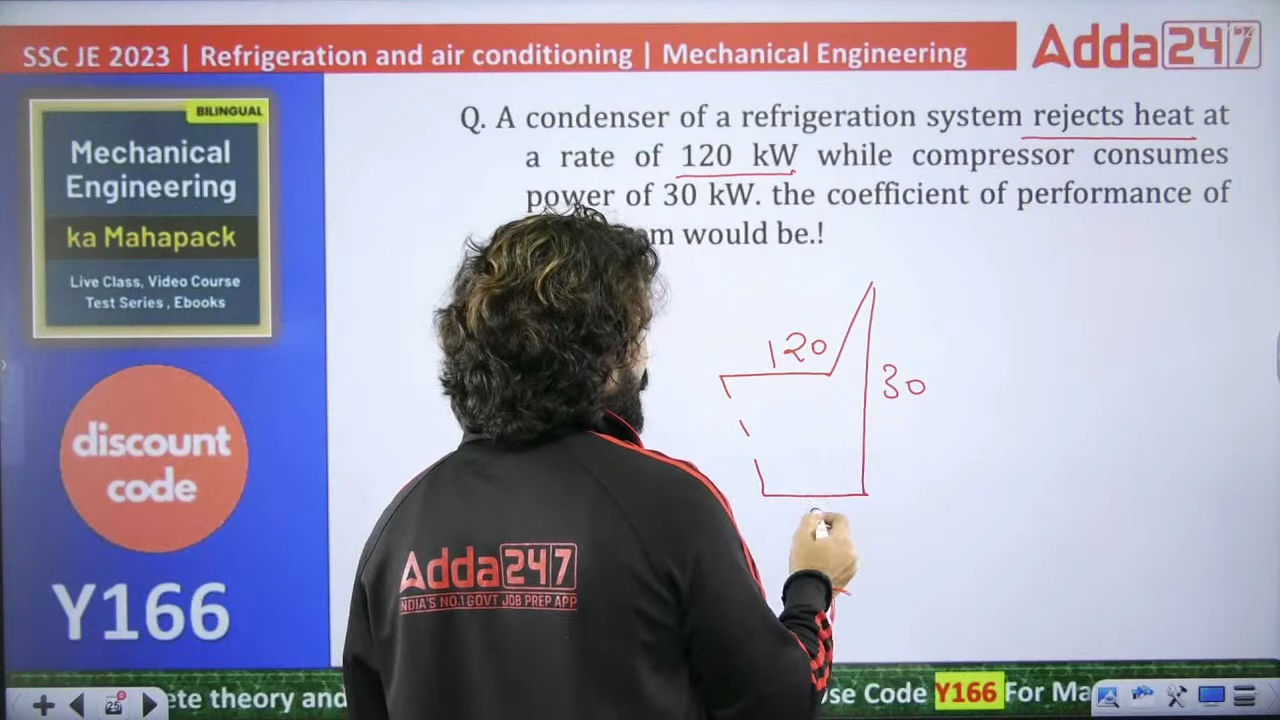 SSC JE 2023 | Refrigeration and air conditioning | Mechanical Engineering
Adda247
BILINGUAL
Mechanical
Engineering
ka Mahapack
Live Class, Video Course
Test Series , Ebooks
discount
code
Y166
Q. A condenser of a refrigeration system rejects heat at
a rate of 120 kW while compressor consumes
power of 30 kW. the coefficient of performance of
would be.!
120
30
Adda247
INDIA'S NO.1 GOVT JOB PREP APP
theory and
Use Code Y166 For
25